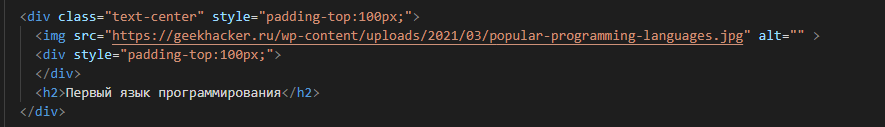 <div class="text-center" style="padding-top:100px;">
<img src="https://geekhacker.ru/wp-content/uploads/2021/03/popular-programming-languages.jpg" alt="" >
<div style="padding-top:100px;">
</div>
<h2>Первый язык программирования</h2>
</div>